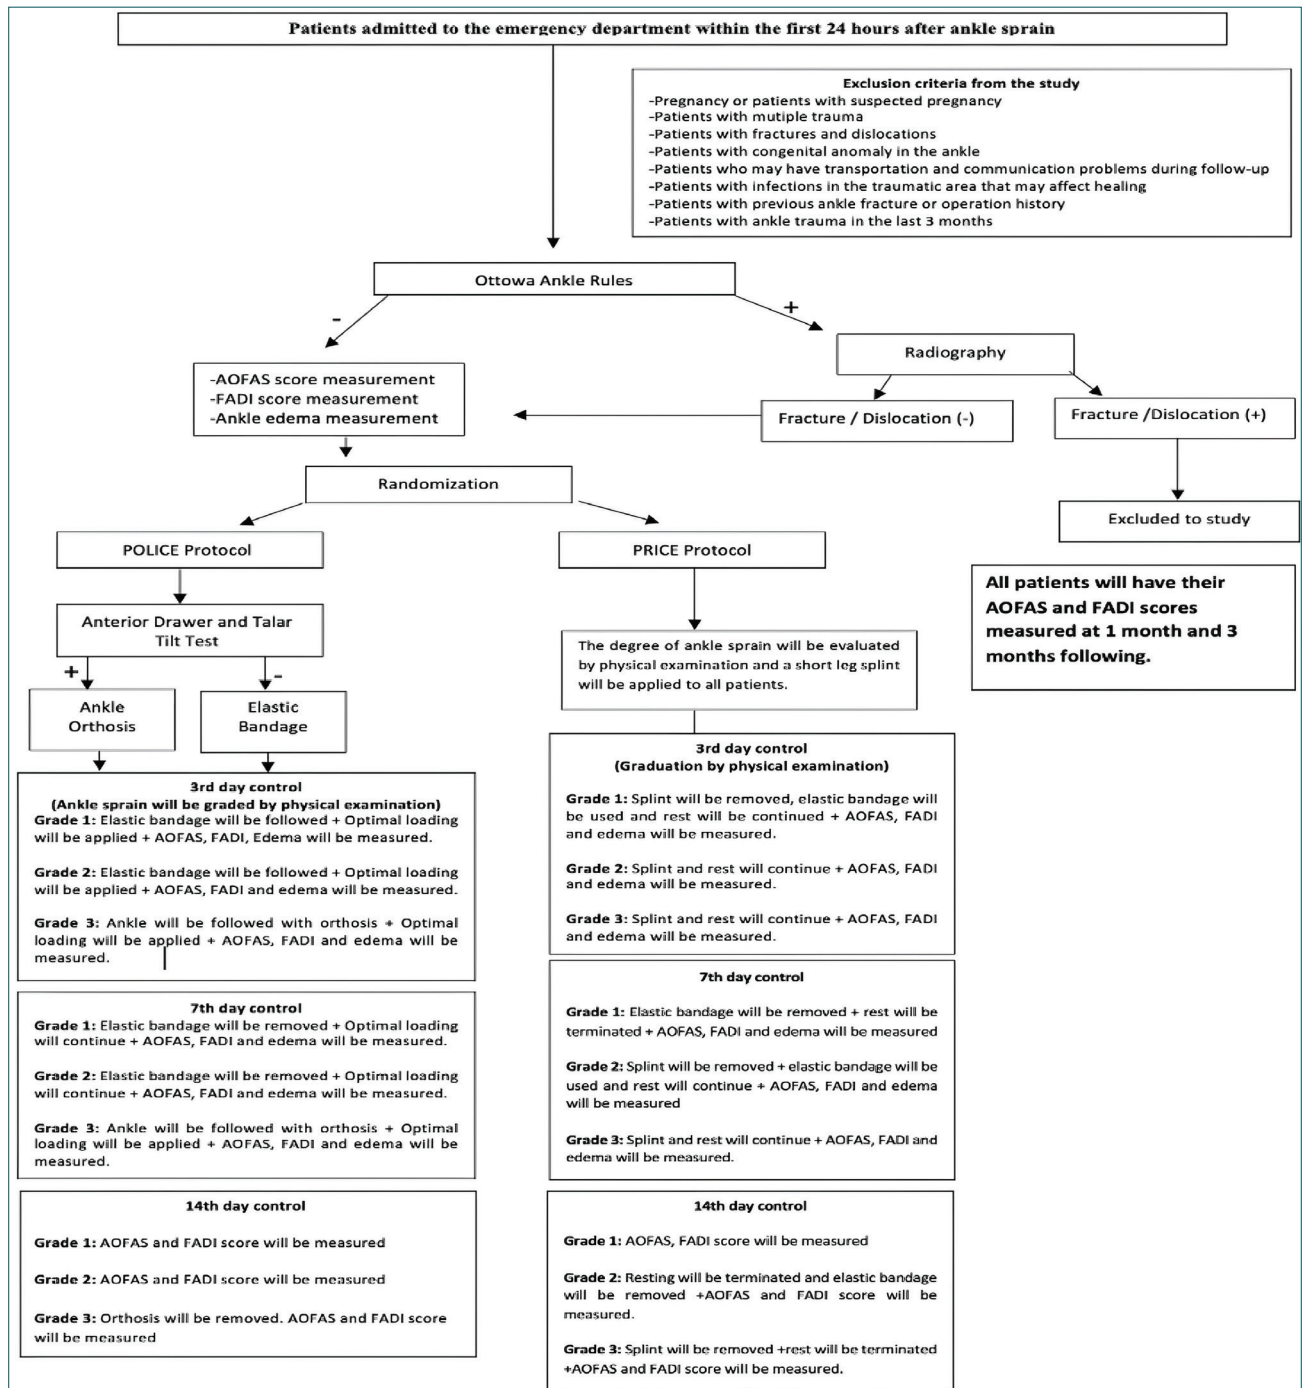 Patients admitted to the emergency department within the first 24 hours after ankle sprain
Exclusion criteria from the study
-Pregnancy or patients with suspected pregnancy
-Patients with mutiple trauma
-Patients with fractures and dislocations
-Patients with congenital anomaly in the ankle
-Patients who may have transportation and communication problems during follow-up
-Patients with infections in the traumatic area that may affect healing
-Patients with previous ankle fracture or operation history
-Patients with ankle trauma in the last 3 months
Ottowa Ankle Rules
-
+
Radiography
-AOFAS score measurement
-FADI score measurement
-Ankle edema measurement
Fracture / Dislocation (-)
Fracture /Dislocation (+)
Randomization
Excluded to study
POLICE Protocol
PRICE Protocol
All patients will have their
AOFAS and FADI scores
measured at 1 month and 3
months following.
Anterior Drawer and Talar
Tilt Test
+
-
Ankle
Orthosis
Elastic
Bandage
The degree of ankle sprain will be evaluated
by physical examination and a short leg splint
will be applied to all patients.
3rd day control
(Ankle sprain will be graded by physical examination)
Grade 1: Elastic bandage will be followed + Optimal loading
will be applied + AOFAS, FADI, Edema will be measured.
Grade 2: Elastic bandage will be followed + Optimal loading
will be applied + AOFAS, FADI and edema will be measured.
Grade 3: Ankle will be followed with orthosis + Optimal
loading will be applied + AOFAS, FADI and edema will be
measured.
3rd day control
(Graduation by physical examination)
Grade 1: Splint will be removed, elastic bandage will
be used and rest will be continued + AOFAS, FADI
and edema will be measured.
Grade 2: Splint and rest will continue + AOFAS, FADI
and edema will be measured.
Grade 3: Splint and rest will continue + AOFAS, FADI
and edema will be measured.
7th day control
Grade 1: Elastic bandage will be removed + Optimal loading
will continue + AOFAS, FADI and edema will be measured.
Grade 2: Elastic bandage will be removed + Optimal loading
will continue + AOFAS, FADI and edema will be measured.
Grade 3: Ankle will be followed with orthosis + Optimal
loading will be applied + AOFAS, FADI and edema will be
measured.
7th day control
Grade 1: Elastic bandage will be removed + rest will be
terminated + AOFAS, FADI and edema will be measured
Grade 2: Splint will be removed + elastic bandage will be
used and rest will continue + AOFAS, FADI and edema
will be measured
Grade 3: Splint and rest will continue + AOFAS, FADI and
edema will be measured.
14th day control
Grade 1: AOFAS and FADI score will be measured
Grade 2: AOFAS and FADI score will be measured
Grade 3: Orthosis will be removed. AOFAS and FADI score
will be measured
14th day control
Grade 1: AOFAS, FADI score will be measured
Grade 2: Resting will be terminated and elastic bandage
will be removed +AOFAS and FADI score will be
measured.
Grade 3: Splint will be removed +rest will be terminated
+AOFAS and FADI score will be measured.